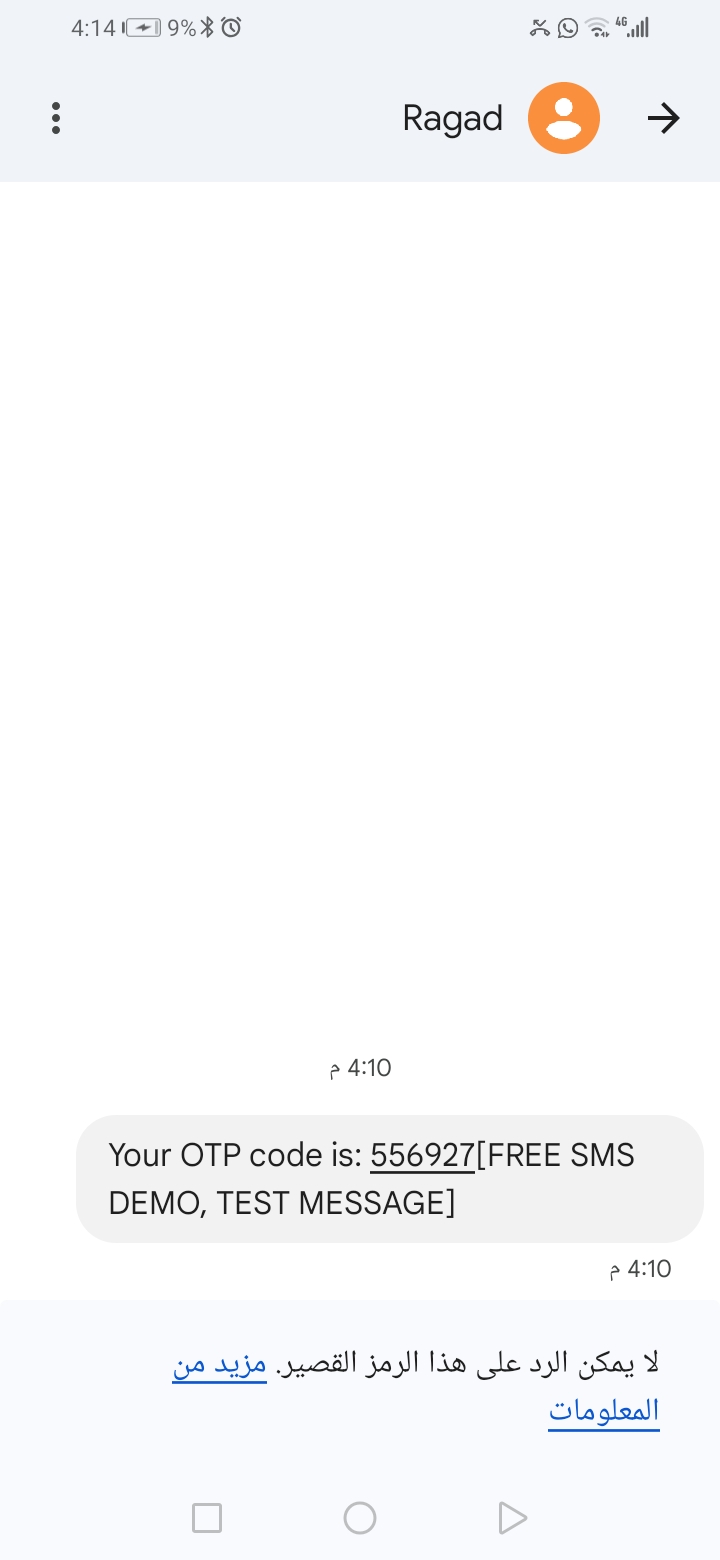 4:14 9% 4G
Ragad
4:10 م
Your OTP code is: 556927[FREE SMS
DEMO, TEST MESSAGE]
4:10 م
لا يمكن الرد على هذا الرمز القصير. مزيد من
المعلومات